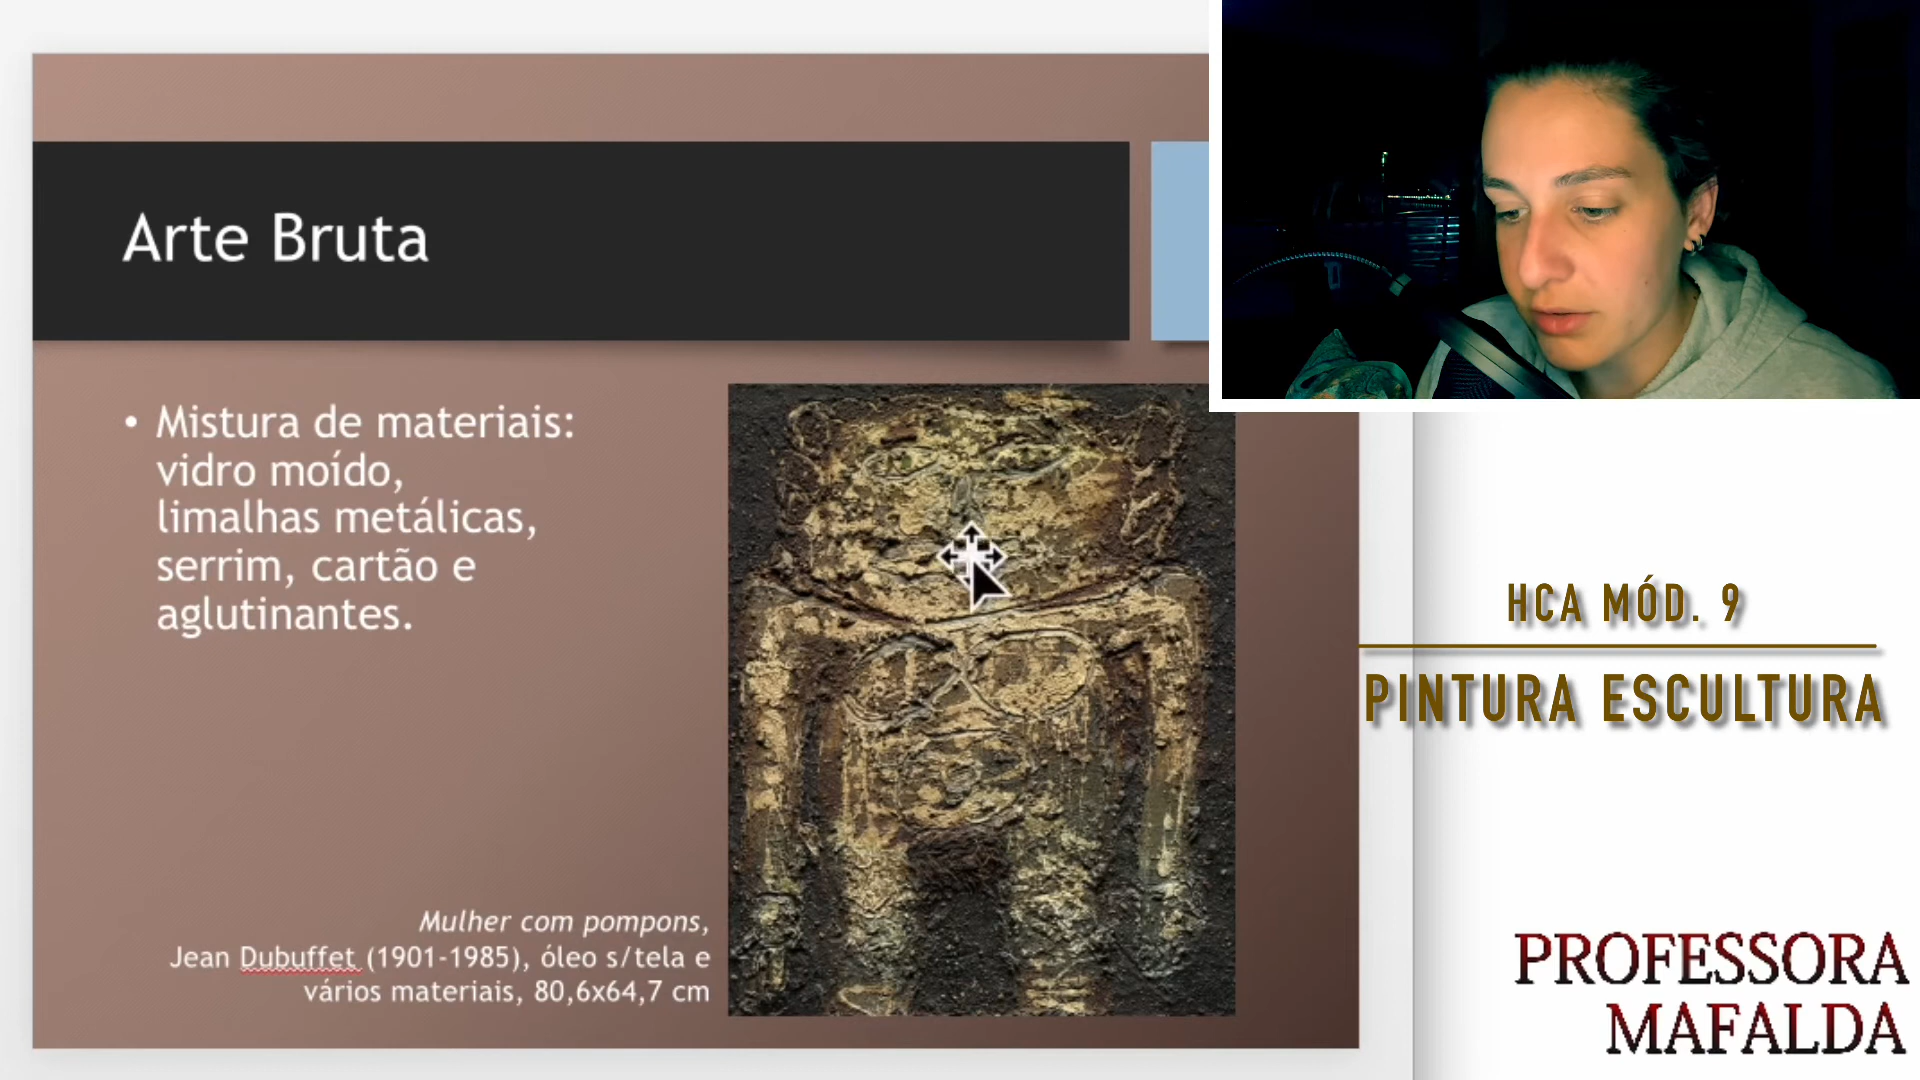 Arte Bruta
• Mistura de materiais:
vidro moído,
limalhas metálicas,
serrim, cartão e
aglutinantes.
Mulher com pompons,
Jean Dubuffet (1901-1985), óleo s/tela e
vários materiais, 80,6x64,7 cm
HCA MÓD. 9
PINTURA ESCULTURA
PROFESSORA
MAFALDA